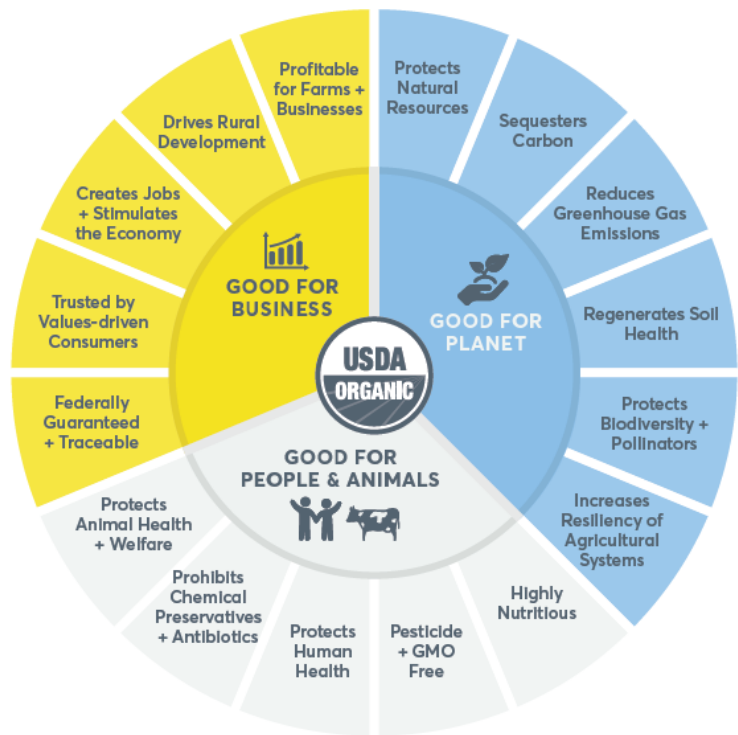 Profitable
for Farms +
Businesses
Protects
Natural
Resources
Sequesters
Carbon
Reduces
Greenhouse Gas
Emissions
Regenerates Soil
Health
Protects
Biodiversity +
Pollinators
Increases
Resiliency of
Agricultural
Systems
Highly
Nutritious
Pesticide
+ GMO
Free
Protects
Human
Health
Prohibits
Chemical
Preservatives
+ Antibiotics
Protects
Animal Health
+ Welfare
Federally
Guaranteed
+ Traceable
Trusted by
Values-driven
Consumers
Creates Jobs
+ Stimulates
the Economy
Drives Rural
Development
GOOD FOR
BUSINESS
GOOD FOR
PLANET
USDA
ORGANIC
GOOD FOR
PEOPLE & ANIMALS